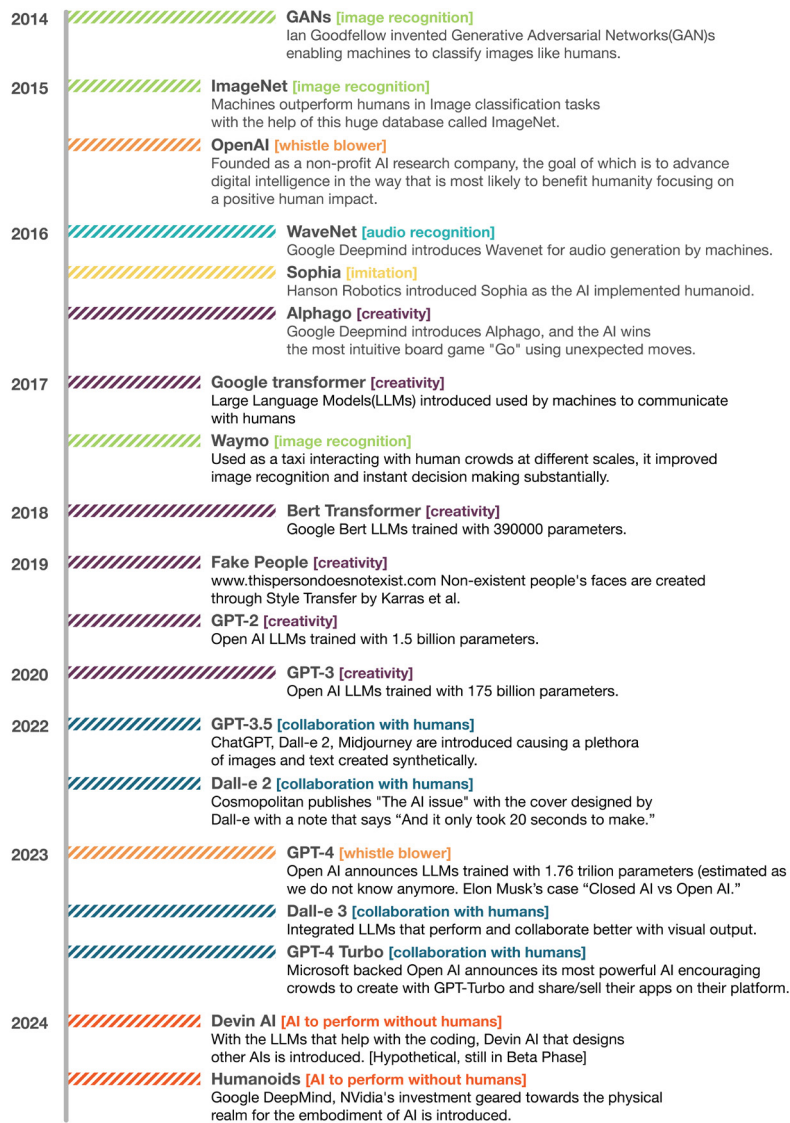 2014
GANs [image recognition]
Ian Goodfellow invented Generative Adversarial Networks(GAN)s
enabling machines to classify images like humans.
2015
ImageNet [image recognition]
Machines outperform humans in Image classification tasks
with the help of this huge database called ImageNet.
OpenAI [whistle blower]
Founded as a non-profit AI research company, the goal of which is to advance
digital intelligence in the way that is most likely to benefit humanity focusing on
a positive human impact.
2016
WaveNet [audio recognition]
Google Deepmind introduces Wavenet for audio generation by machines.
Sophia [imitation]
Hanson Robotics introduced Sophia as the AI implemented humanoid.
Alphago [creativity]
Google Deepmind introduces Alphago, and the AI wins
the most intuitive board game "Go" using unexpected moves.
2017
Google transformer [creativity]
Large Language Models(LLMs) introduced used by machines to communicate
with humans
Waymo [image recognition]
Used as a taxi interacting with human crowds at different scales, it improved
image recognition and instant decision making substantially.
2018
Bert Transformer [creativity]
Google Bert LLMs trained with 390000 parameters.
2019
Fake People [creativity]
www.thispersondoesnotexist.com Non-existent people's faces are created
through Style Transfer by Karras et al.
GPT-2 [creativity]
Open AI LLMs trained with 1.5 billion parameters.
2020
GPT-3 [creativity]
Open AI LLMs trained with 175 billion parameters.
2022
GPT-3.5 [collaboration with humans]
ChatGPT, Dall-e 2, Midjourney are introduced causing a plethora
of images and text created synthetically.
Dall-e 2 [collaboration with humans]
Cosmopolitan publishes "The AI issue" with the cover designed by
Dall-e with a note that says “And it only took 20 seconds to make.”
2023
GPT-4 [whistle blower]
Open AI announces LLMs trained with 1.76 trilion parameters (estimated as
we do not know anymore. Elon Musk’s case “Closed AI vs Open AI.”
Dall-e 3 [collaboration with humans]
Integrated LLMs that perform and collaborate better with visual output.
GPT-4 Turbo [collaboration with humans]
Microsoft backed Open AI announces its most powerful AI encouraging
crowds to create with GPT-Turbo and share/sell their apps on their platform.
2024
Devin AI [AI to perform without humans]
With the LLMs that help with the coding, Devin AI that designs
other AIs is introduced. [Hypothetical, still in Beta Phase]
Humanoids [AI to perform without humans]
Google DeepMind, NVidia's investment geared towards the physical
realm for the embodiment of AI is introduced.